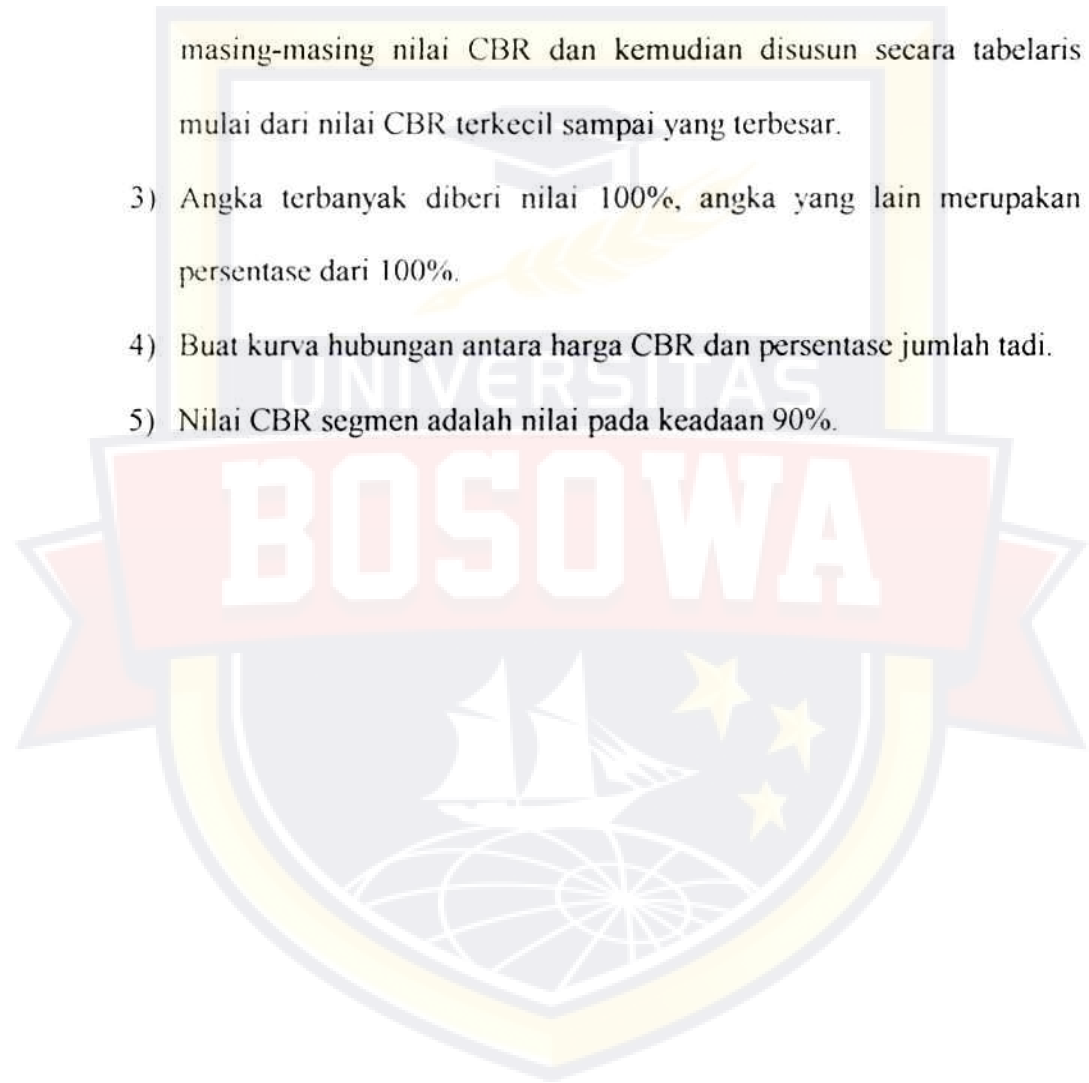 masing-masing nilai CBR dan kemudian disusun secara tabelaris
mulai dari nilai CBR terkecil sampai yang terbesar.
3) Angka terbanyak diberi nilai 100%, angka yang lain merupakan
persentase dari 100%.
4) Buat kurva hubungan antara harga CBR dan persentase jumlah tadi.
UNIVERSITAS
5) Nilai CBR segmen adalah nilai pada keadaan 90%.
BOSOWA